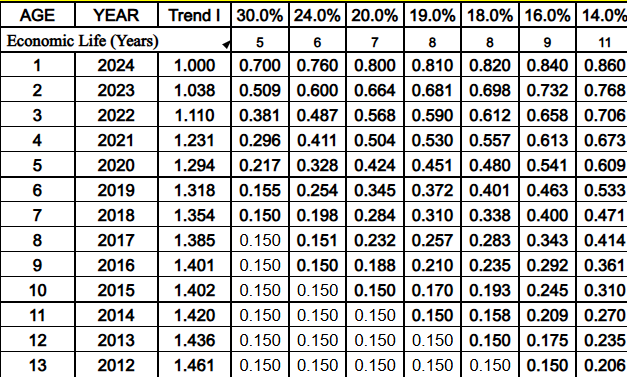 AGE YEAR Trend I 30.0% 24.0% 20.0% 19.0% 18.0% 16.0% 14.0%
Economic Life (Years) 5 6 7 8 8 9 11
1 2024 1.000 0.700 0.760 0.800 0.810 0.820 0.840 0.860
2 2023 1.038 0.509 0.600 0.664 0.681 0.698 0.732 0.768
3 2022 1.110 0.381 0.487 0.568 0.590 0.612 0.658 0.706
4 2021 1.231 0.296 0.411 0.504 0.530 0.557 0.613 0.673
5 2020 1.294 0.217 0.328 0.424 0.451 0.480 0.541 0.609
6 2019 1.318 0.155 0.254 0.345 0.372 0.401 0.463 0.533
7 2018 1.354 0.150 0.198 0.284 0.310 0.338 0.400 0.471
8 2017 1.385 0.150 0.151 0.232 0.257 0.283 0.343 0.414
9 2016 1.401 0.150 0.150 0.188 0.210 0.235 0.292 0.361
10 2015 1.402 0.150 0.150 0.150 0.170 0.193 0.245 0.310
11 2014 1.420 0.150 0.150 0.150 0.150 0.158 0.209 0.270
12 2013 1.436 0.150 0.150 0.150 0.150 0.150 0.175 0.235
13 2012 1.461 0.150 0.150 0.150 0.150 0.150 0.150 0.206